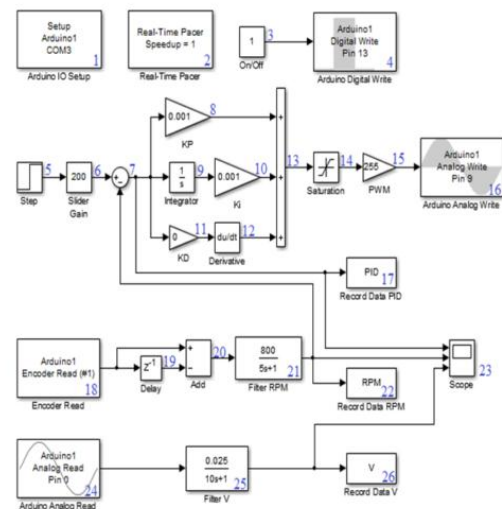 Setup
Arduino1
COM3
1
Arduino IO Setup
Real-Time Pacer
Speedup = 1
2
Real-Time Pacer
1
3
On/Off
Arduino1
Digital Write
Pin 13
4
Arduino Digital Write
5
Step
200
6
Slider
Gain
7
0.001
8
KP
1
s
9
Integrator
0.001
10
Ki
0
11
KD
du/dt
12
Derivative
13
14
Saturation
255
15
PWM
Arduino1
Analog Write
Pin 9
16
Arduino Analog Write
PID
17
Record Data PID
Arduino1
Encoder Read (#1)
18
Encoder Read
Z-1
19
Delay
20
Add
800
5s+1
21
Filter RPM
RPM
22
Record Data RPM
23
Scope
Arduino1
Analog Read
Pin 0
24
Arduino Analog Read
0.025
10s+1
25
Filter V
V
26
Record Data V